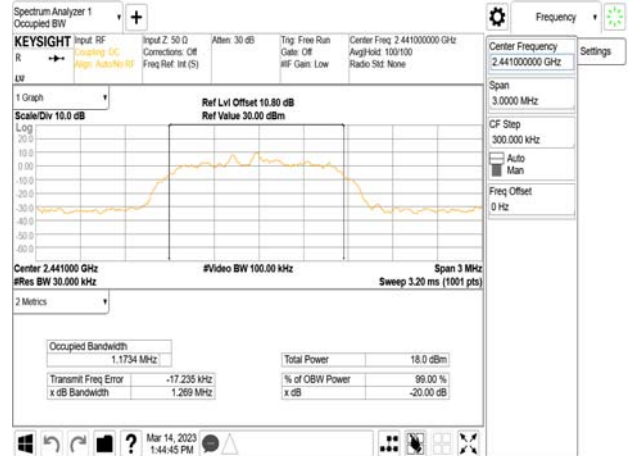 Spectrum Analyzer 1
Occupied BW
Frequency
KEYSIGHT
R
Input: RF
Coupling: DC
Align: Auto/No RF
Input Z: 50 Ω
Corrections: Off
Freq Ref: Int (S)
Atten: 30 dB
Trig: Free Run
Gate: Off
#IF Gain: Low
Center Freq: 2.441000000 GHz
Avg|Hold: 100/100
Radio Std: None
Center Frequency
2.441000000 GHz
Settings
Span
3.0000 MHz
CF Step
300.000 kHz
Auto
Man
Freq Offset
0 Hz
1 Graph
Scale/Div 10.0 dB
Ref Lvl Offset 10.80 dB
Ref Value 30.00 dBm
Log
20.0
10.0
0.00
-10.0
-20.0
-30.0
-40.0
-50.0
-60.0
Center 2.441000 GHz
#Res BW 30.000 kHz
#Video BW 100.00 kHz
Span 3 MHz
Sweep 3.20 ms (1001 pts)
2 Metrics
Occupied Bandwidth
1.1734 MHz
Total Power 18.0 dBm
Transmit Freq Error -17.235 kHz
% of OBW Power 99.00 %
x dB Bandwidth 1.269 MHz
x dB -20.00 dB
?
Mar 14, 2023
1:44:45 PM